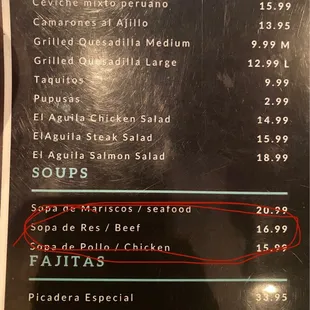 Ceviche mixto peruano 15.99
Camarones al Ajillo 13.95
Grilled Quesadilla Medium 9.99 M
Grilled Quesadilla Large 12.99 L
Taquitos 9.99
Pupusas 2.99
El Aguila Chicken Salad 14.99
ElAguila Steak Salad 15.99
El Aguila Salmon Salad 18.99
SOUPS
Sopa de Mariscos / seafood 20.99
Sopa de Res / Beef 16.99
Sopa de Pollo / Chicken 15.99
FAJITAS
Picadera Especial 33.95